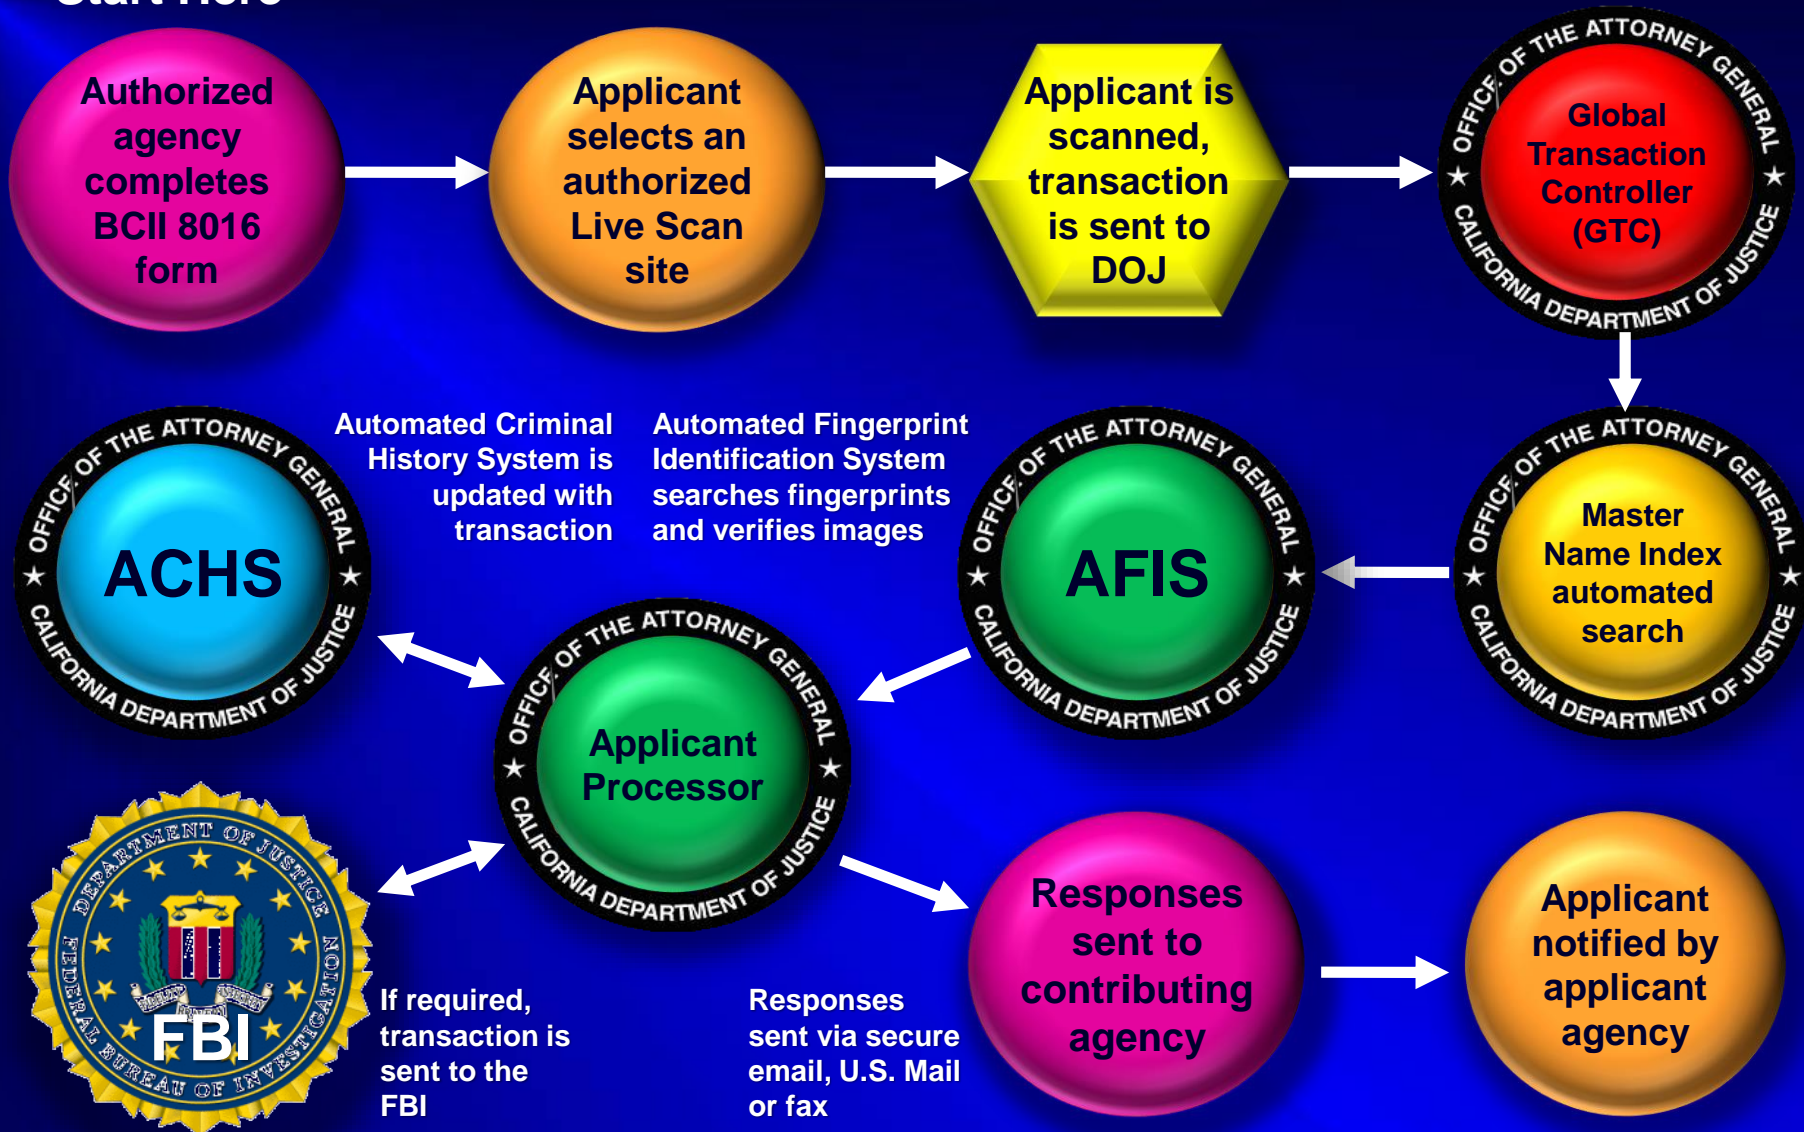 Start Here
Authorized
agency
completes
BCII 8016
form
Applicant
selects an
authorized
Live Scan
site
Applicant is
scanned,
transaction
is sent to
DOJ
OFFICE OF THE ATTORNEY GENERAL
Global
Transaction
Controller
(GTC)
CALIFORNIA DEPARTMENT OF JUSTICE
OFFICE OF THE ATTORNEY GENERAL
ACHS
CALIFORNIA DEPARTMENT OF JUSTICE
Automated Criminal
History System is
updated with
transaction
Automated Fingerprint
Identification System
searches fingerprints
and verifies images
OFFICE OF THE ATTORNEY GENERAL
AFIS
CALIFORNIA DEPARTMENT OF JUSTICE
OFFICE OF THE ATTORNEY GENERAL
Master
Name Index
automated
search
CALIFORNIA DEPARTMENT OF JUSTICE
OFFICE OF THE ATTORNEY GENERAL
Applicant
Processor
CALIFORNIA DEPARTMENT OF JUSTICE
DEPARTMENT OF JUSTICE
FBI
FEDERAL BUREAU OF INVESTIGATION
If required,
transaction is
sent to the
FBI
Responses
sent via secure
email, U.S. Mail
or fax
Responses
sent to
contributing
agency
Applicant
notified by
applicant
agency